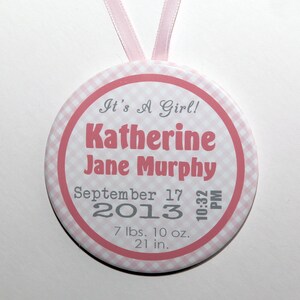 It's A Girl!
Katherine
Jane Murphy
September 17
2013
10:32
PM
7 lbs. 10 oz.
21 in.